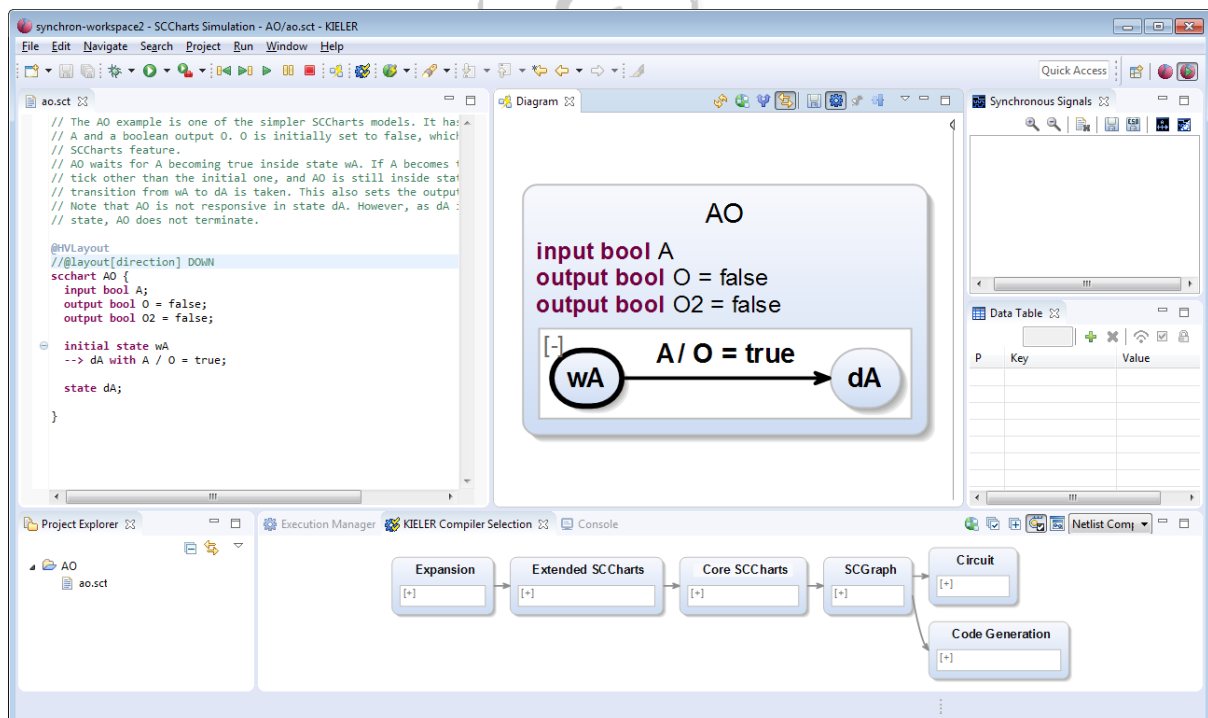 synchron-workspace2 - SCCharts Simulation - AO/ao.sct - KIELER
File Edit Navigate Search Project Run Window Help
Quick Access
ao.sct
// The AO example is one of the simpler SCCharts models. It has
// A and a boolean output O. O is initially set to false, which
// SCCharts feature.
// AO waits for A becoming true inside state wA. If A becomes t
// tick other than the initial one, and AO is still inside stat
// transition from wA to dA is taken. This also sets the output
// Note that AO is not responsive in state dA. However, as dA i
// state, AO does not terminate.
@HVLayout
//@layout[direction] DOWN
scchart AO {
input bool A;
output bool O = false;
output bool O2 = false;
initial state wA
--> dA with A / O = true;
state dA;
}
Diagram
AO
input bool A
output bool O = false
output bool O2 = false
[-]
A / O = true
wA
dA
Synchronous Signals
Data Table
P Key Value
Project Explorer
AO
ao.sct
Execution Manager KIELER Compiler Selection Console
Netlist Comp
Expansion
[+]
Extended SCCharts
[+]
Core SCCharts
[+]
SCGraph
[+]
Circuit
[+]
Code Generation
[+]